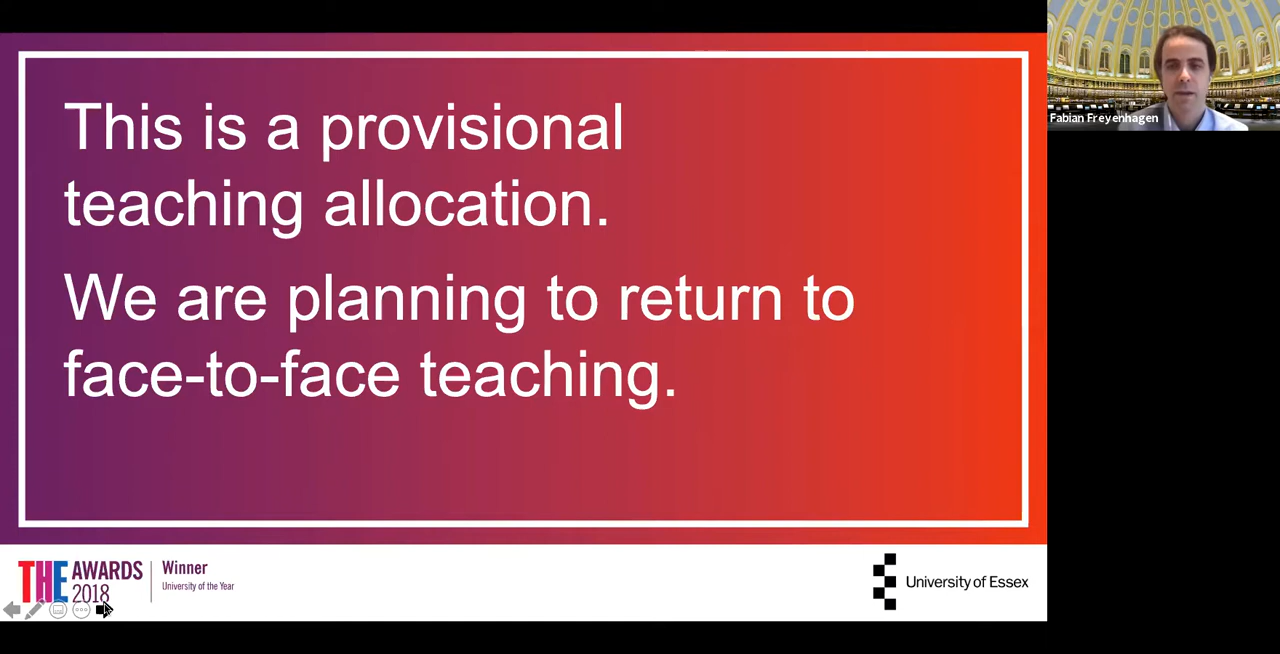 This is a provisional
teaching allocation.
We are planning to return to
face-to-face teaching.
Fabian Freyenhagen
THE AWARDS
2018
Winner
University of the Year
University of Essex